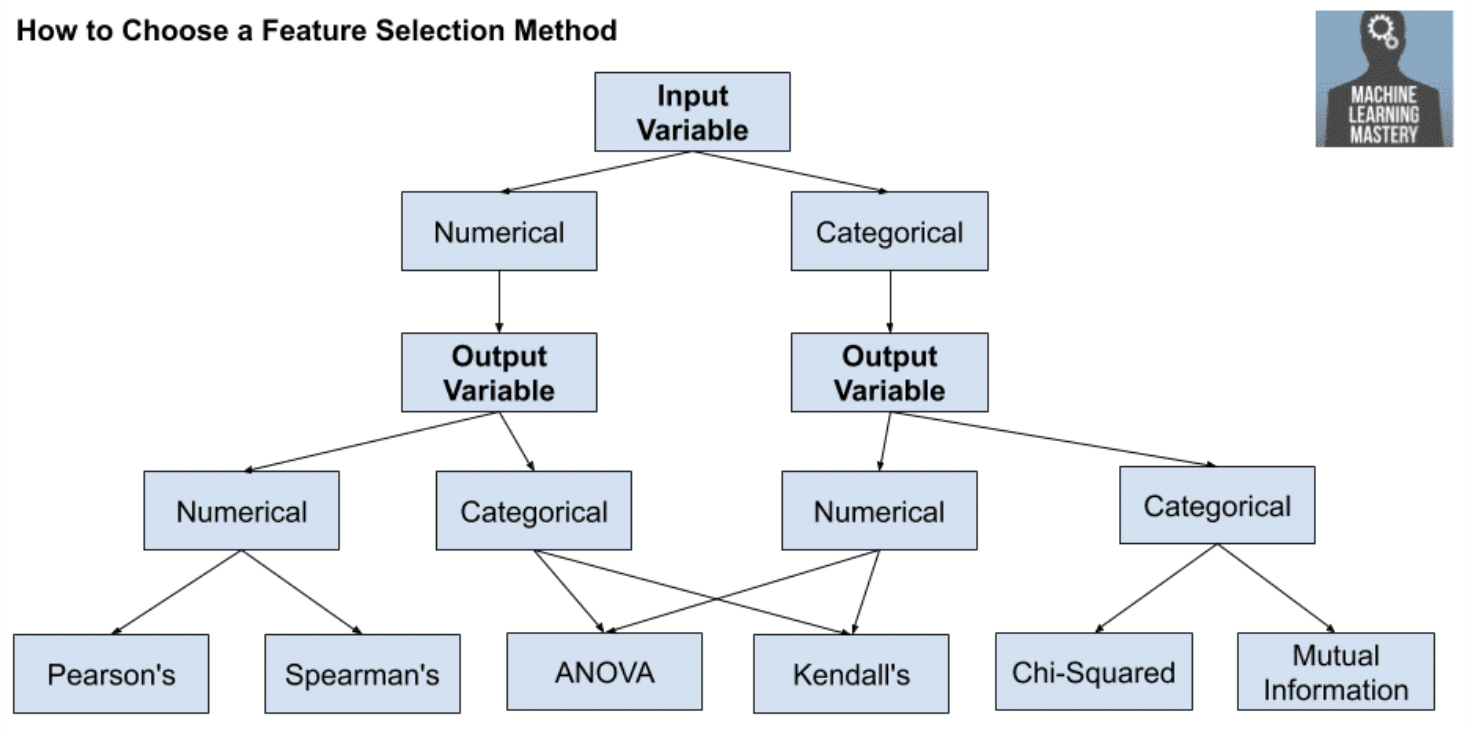 How to Choose a Feature Selection Method
MACHINE
LEARNING
MASTERY
Input
Variable
Numerical
Categorical
Output
Variable
Output
Variable
Numerical
Categorical
Numerical
Categorical
Pearson's
Spearman's
ANOVA
Kendall's
Chi-Squared
Mutual
Information